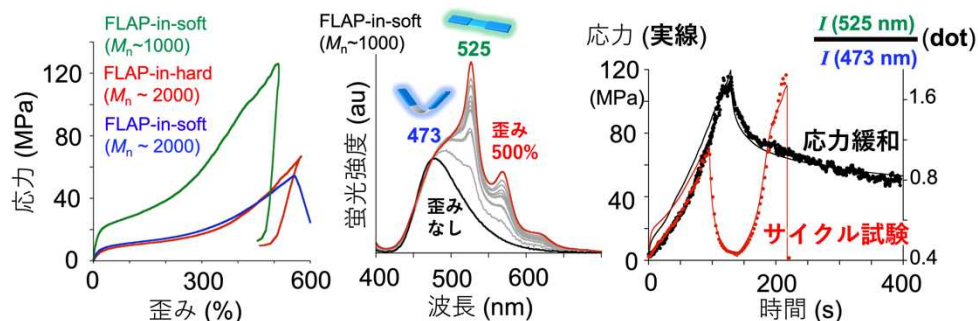 FLAP-in-soft
(Mn~1000)
FLAP-in-hard
(Mn ~ 2000)
FLAP-in-soft
(Mn ~ 2000)
応力 (MPa)
120
80
40
0
0
300
600
歪み (%)
FLAP-in-soft
(Mn~1000)
525
473
歪み
500%
歪み
なし
蛍光強度 (au)
400
500
600
波長 (nm)
応力 (実線)
I (525 nm)
I (473 nm)
(dot)
120
(MPa)
80
40
0
1.6
0.8
0.4
応力緩和
サイクル試験
0
200
400
時間 (s)